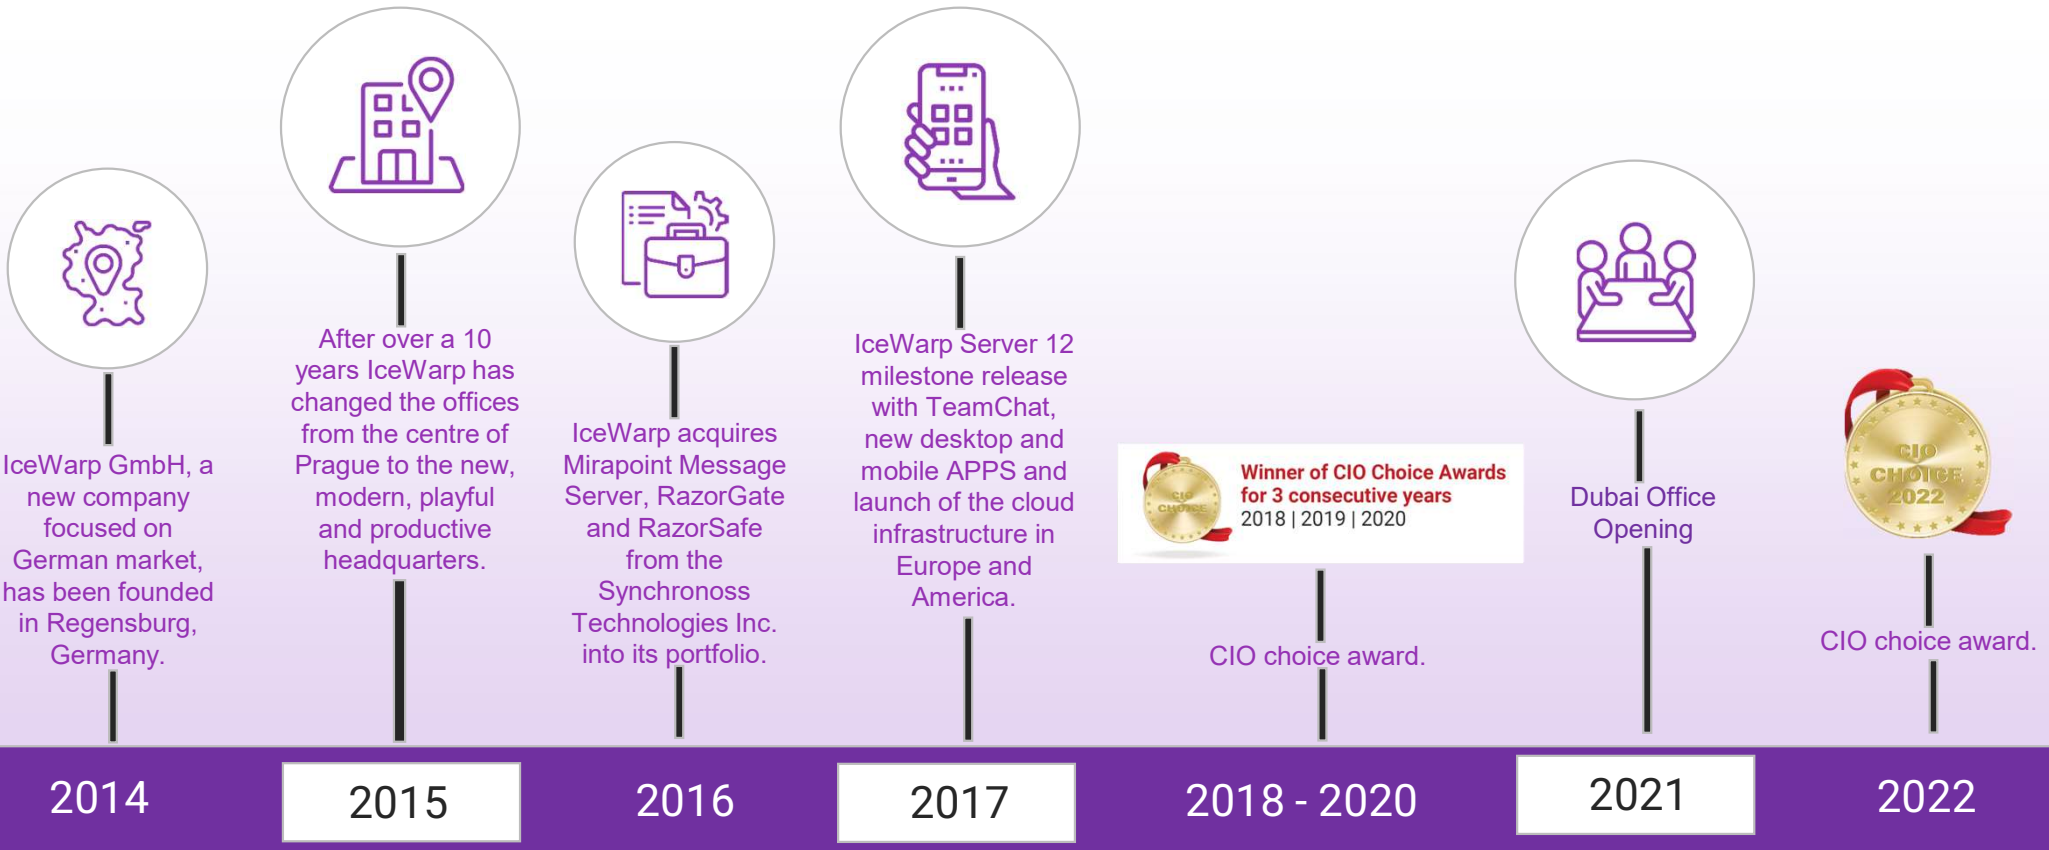 IceWarp GmbH, a
new company
focused on
German market,
has been founded
in Regensburg,
Germany.
2014
After over a 10
years IceWarp has
changed the offices
from the centre of
Prague to the new,
modern, playful
and productive
headquarters.
2015
IceWarp acquires
Mirapoint Message
Server, RazorGate
and RazorSafe
from the
Synchronoss
Technologies Inc.
into its portfolio.
2016
IceWarp Server 12
milestone release
with TeamChat,
new desktop and
mobile APPS and
launch of the cloud
infrastructure in
Europe and
America.
2017
CIO
CHOICE
Winner of CIO Choice Awards
for 3 consecutive years
2018 | 2019 | 2020
CIO choice award.
2018 - 2020
Dubai Office
Opening
2021
CIO
CHOICE
2022
CIO choice award.
2022